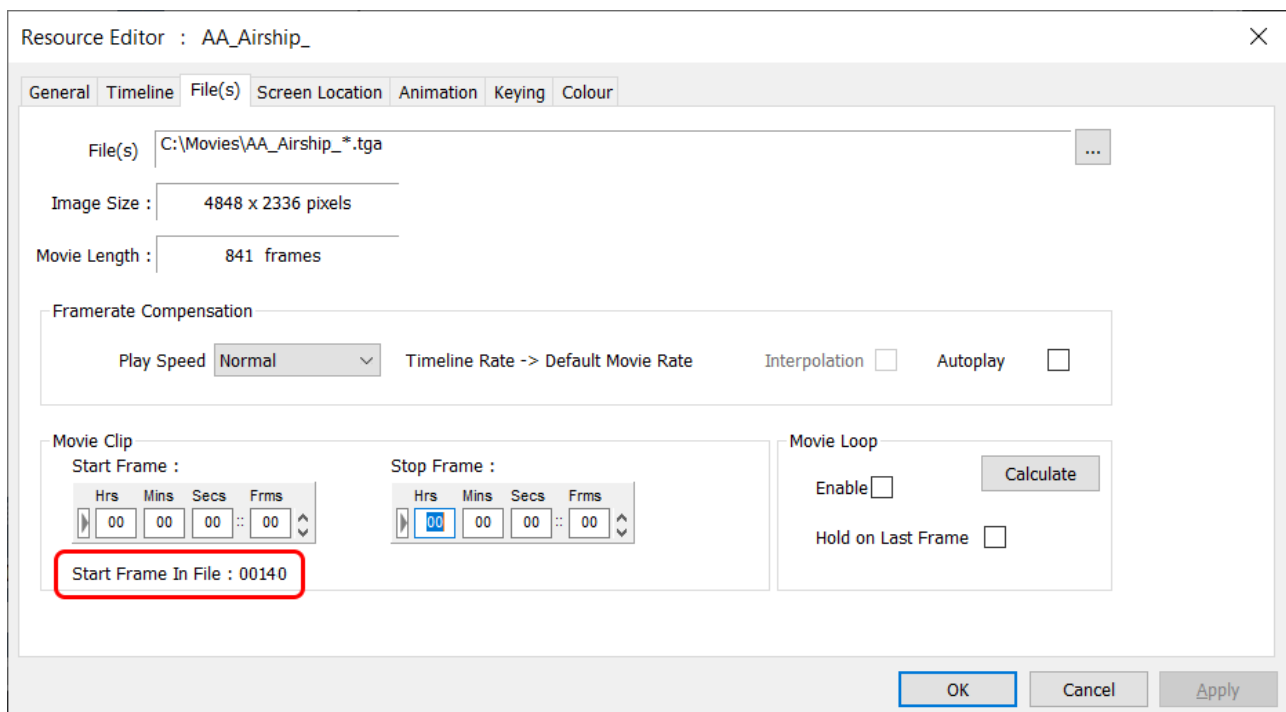 Resource Editor : AA_Airship_
General Timeline File(s) Screen Location Animation Keying Colour
File(s) C:\Movies\AA_Airship_*.tga ...
Image Size : 4848 x 2336 pixels
Movie Length : 841 frames
Framerate Compensation
Play Speed Normal Timeline Rate -> Default Movie Rate Interpolation Autoplay
Movie Clip
Start Frame : Stop Frame :
Hrs Mins Secs Frms Hrs Mins Secs Frms
00 00 00 :: 00 00 00 00 :: 00
Start Frame In File : 00140
Movie Loop
Calculate
Enable
Hold on Last Frame
OK Cancel Apply